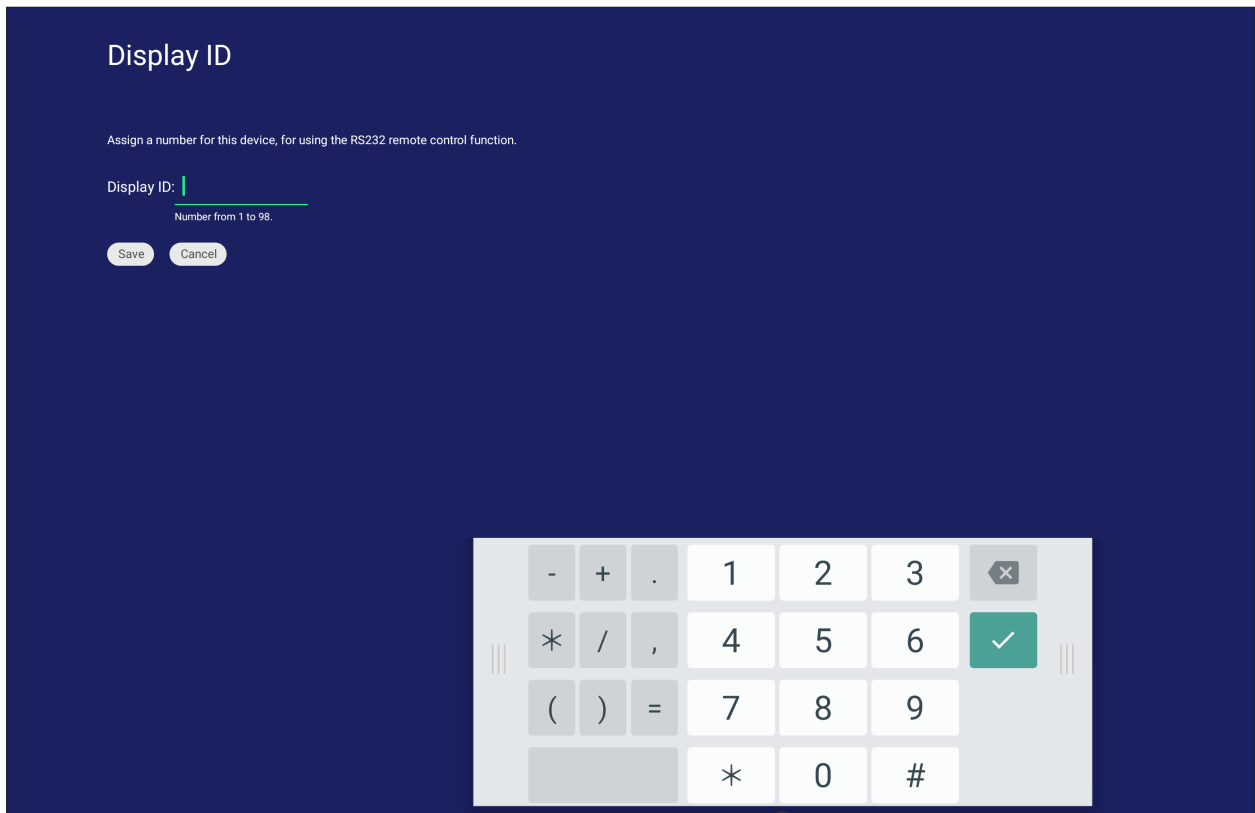 Display ID
Assign a number for this device, for using the RS232 remote control function.
Display ID:
Number from 1 to 98.
Save Cancel
- + . 1 2 3
* / , 4 5 6
( ) = 7 8 9
* 0 #